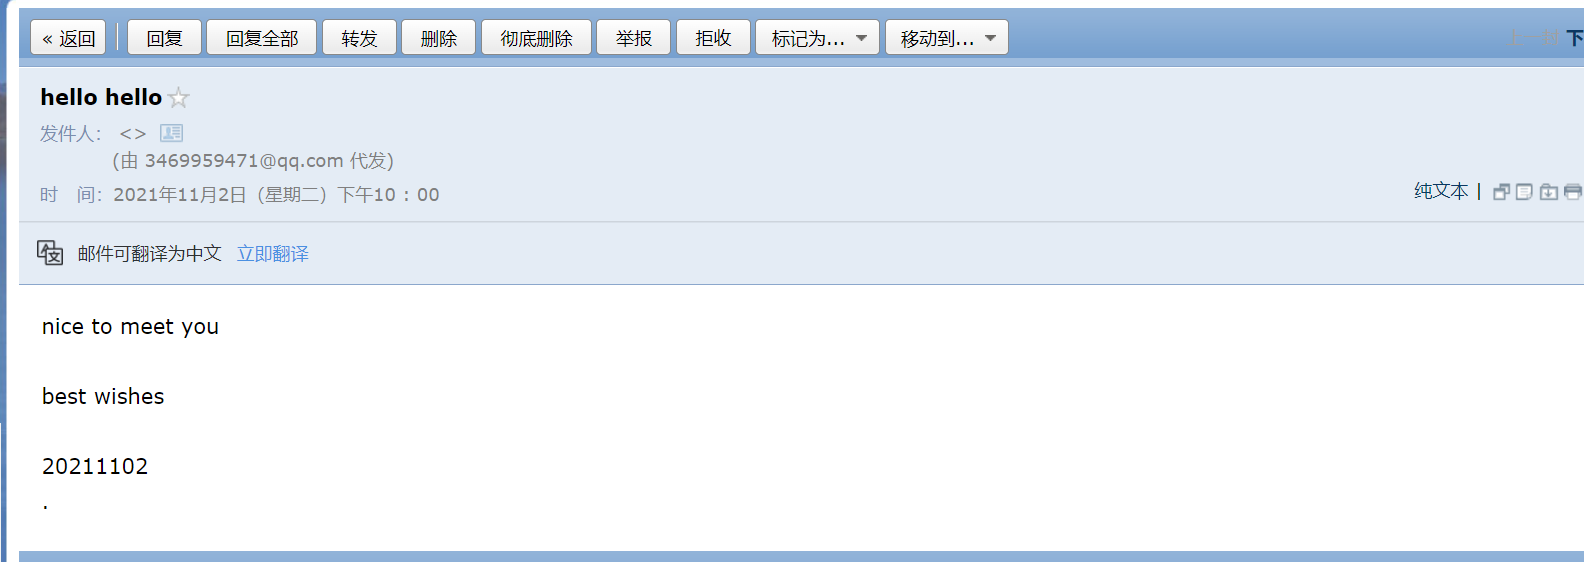 « 返回 回复 回复全部 转发 删除 彻底删除 举报 拒收 标记为... 移动到... 上一封 下
hello hello
发件人： <>
(由 3469959471@qq.com 代发)
时 间：2021年11月2日（星期二）下午10：00
纯文本 |
邮件可翻译为中文 立即翻译
nice to meet you
best wishes
20211102
.